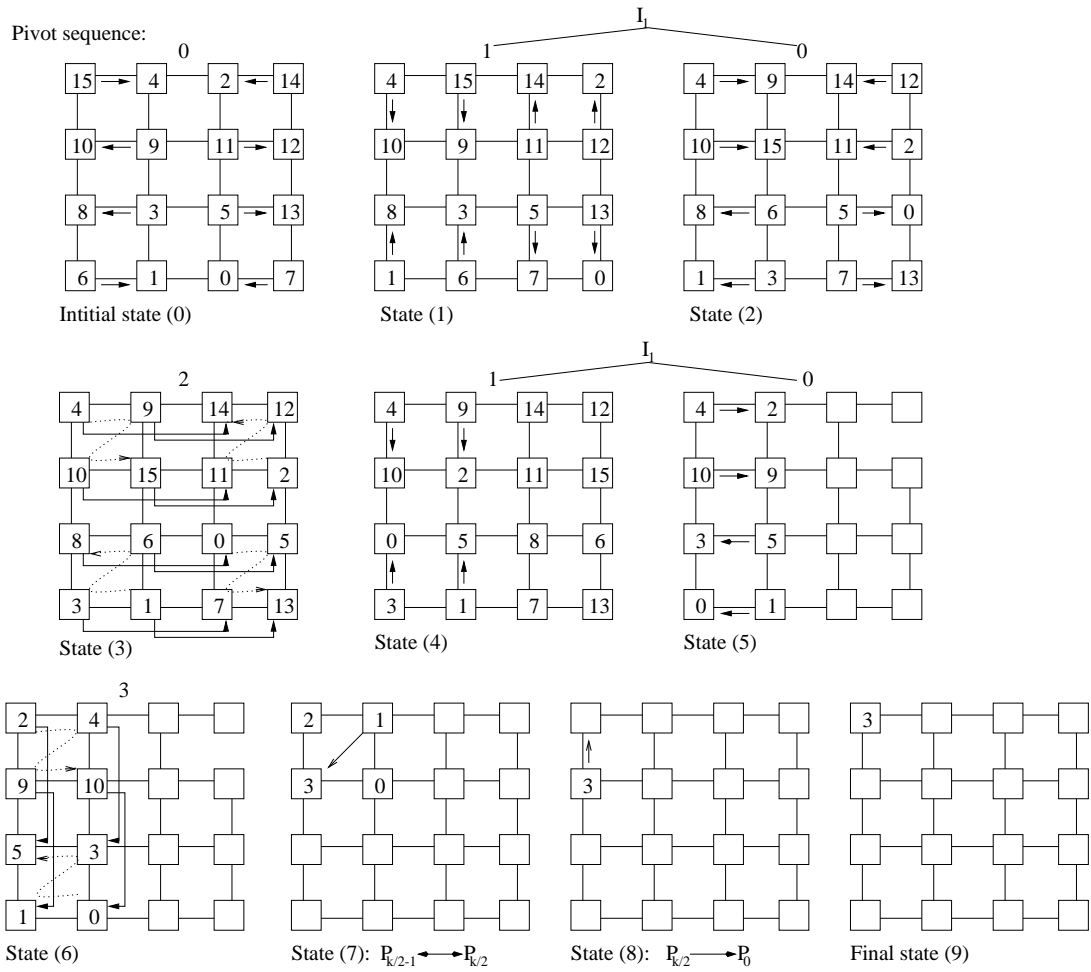 I1
Pivot sequence:
0 1 0
15 4 2 14 4 15 14 2 4 9 14 12
10 9 11 12 10 9 11 12 10 15 11 2
8 3 5 13 8 3 5 13 8 6 5 0
6 1 0 7 1 6 7 0 1 3 7 13
Intitial state (0) State (1) State (2)
I1
2 1 0
4 9 14 12 4 9 14 12 4 2
10 15 11 2 10 2 11 15 10 9
8 6 0 5 0 5 8 6 3 5
3 1 7 13 3 1 7 13 0 1
State (3) State (4) State (5)
3
2 4 2 1 3
9 10 3 0 3
5 3
1 0
State (6) State (7): Pk/2-1 Pk/2 State (8): Pk/2 P0 Final state (9)